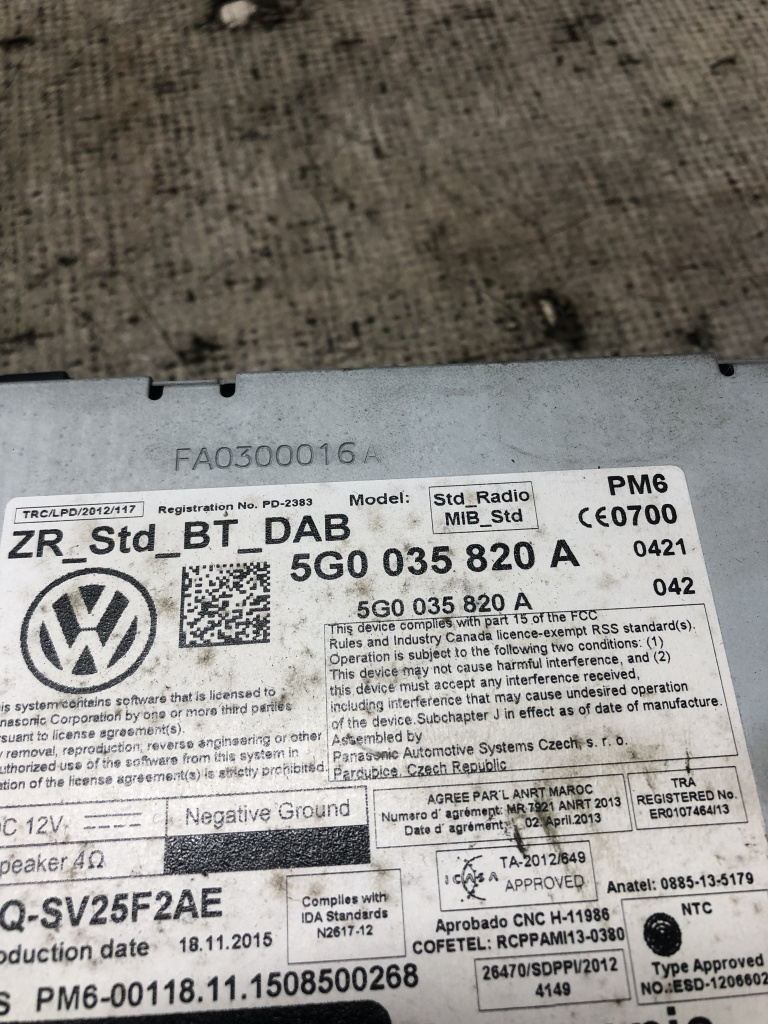 FA0300016A
TRC/LPD/2012/117 Registration No. PD-2383 Model: Std_Radio MIB_Std PM6
ZR_Std_BT_DAB
CE0700
5G0 035 820 A 0421
5G0 035 820 A 042
This device complies with part 15 of the FCC
Rules and Industry Canada licence-exempt RSS standard(s).
Operation is subject to the following two conditions: (1)
This device may not cause harmful interference, and (2)
this device must accept any interference received,
including interference that may cause undesired operation
of the device.Subchapter J in effect as of date of manufacture.
Assembled by
Panasonic Automotive Systems Czech, s. r. o.
Pardubice, Czech Republic
system contains software that is licensed to
Corporation by one or more third parties
to license agreement(s).
removal, reproduction, reverse engineering or other
use of the software from this system in
of the license agreement(s) is strictly prohibited.
12V Negative Ground
4Ω
AGREE PAR'L ANRT MAROC
Numero d' agrément: MR 7921 ANRT 2013
Date d' agrément: 02. April.2013
TRA
REGISTERED No.
ER0107464/13
ICASA TA-2012/649
APPROVED
Q-SV25F2AE
date 18.11.2015
Complies with
IDA Standards
N2617-12
Anatel: 0885-13-5179
Aprobado CNC H-11986
COFETEL: RCPPAMI13-0380
26470/SDPPI/2012
4149
NTC
Type Approved
NO.:ESD-1206602
PM6-00118.11.1508500268